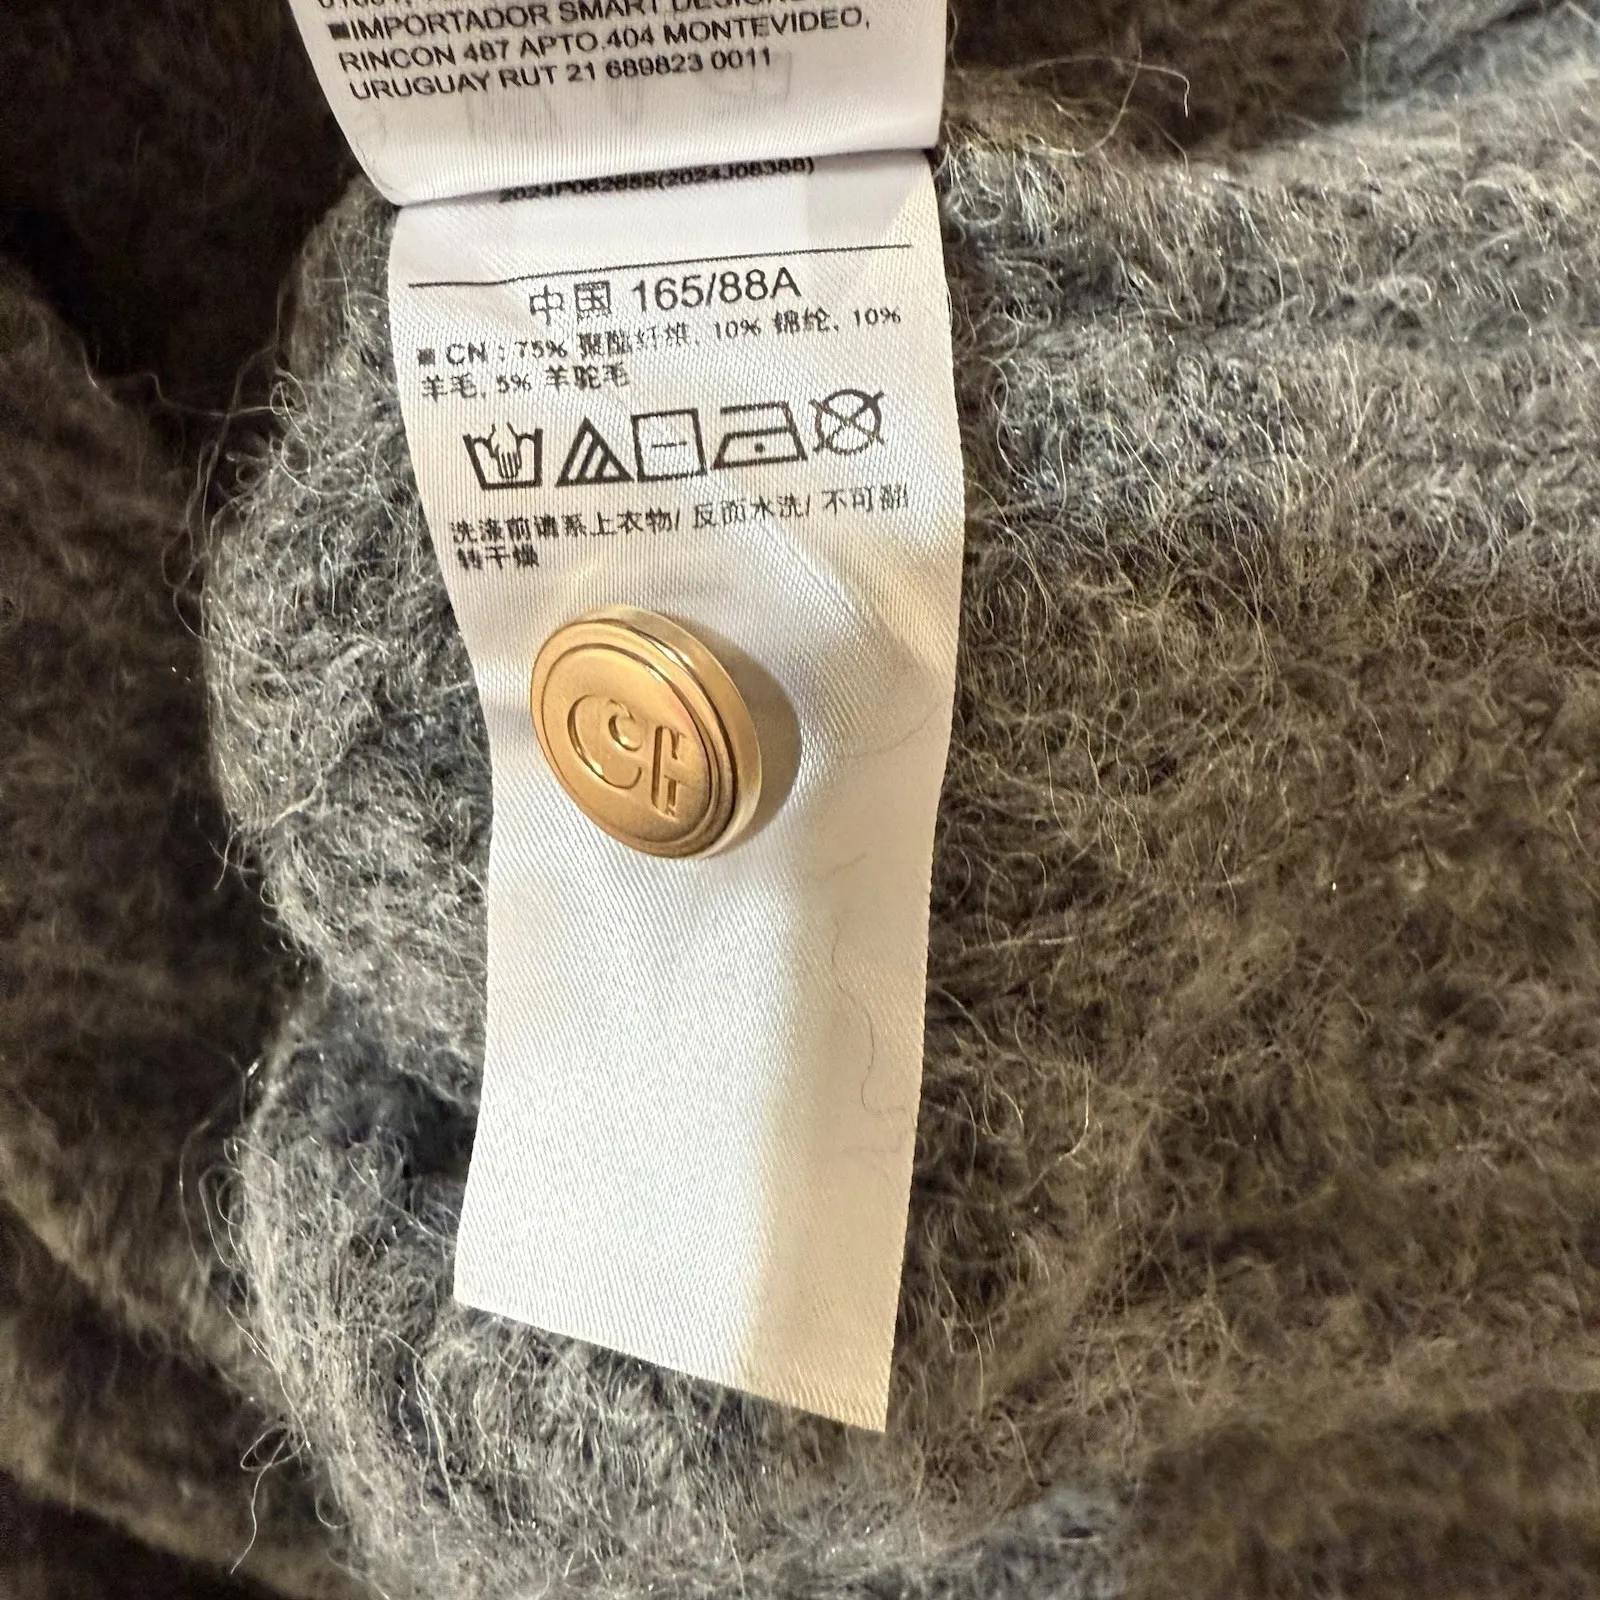 ■IMPORTADOR SMART
RINCON 487 APTO.404 MONTEVIDEO,
URUGUAY RUT 21 689823 0011
中国 165/88A
■ CN : 75% 聚酯纤维, 10% 锦纶, 10%
羊毛, 5% 羊驼毛
洗涤前请系上衣物/ 反面水洗/ 不可翻
转干燥
CF